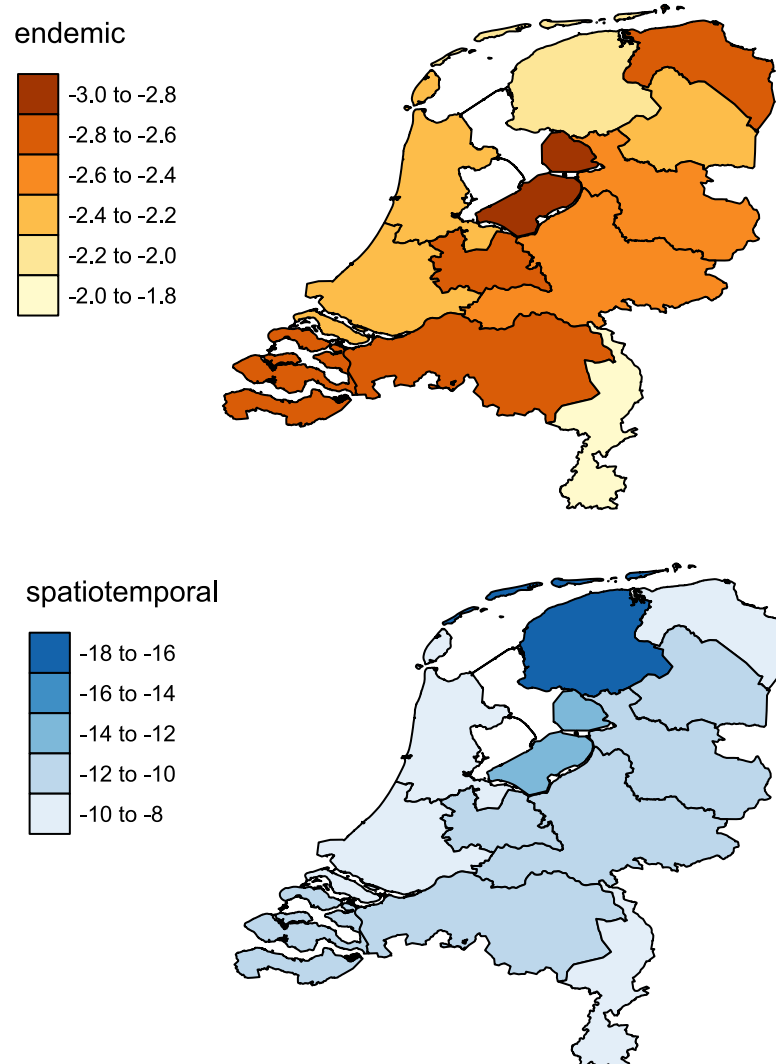 endemic
-3.0 to -2.8
-2.8 to -2.6
-2.6 to -2.4
-2.4 to -2.2
-2.2 to -2.0
-2.0 to -1.8
spatiotemporal
-18 to -16
-16 to -14
-14 to -12
-12 to -10
-10 to -8